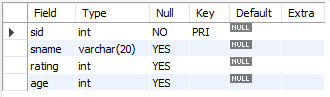 Field Type Null Key Default Extra
sid int NO PRI NULL
sname varchar(20) YES NULL
rating int YES NULL
age int YES NULL